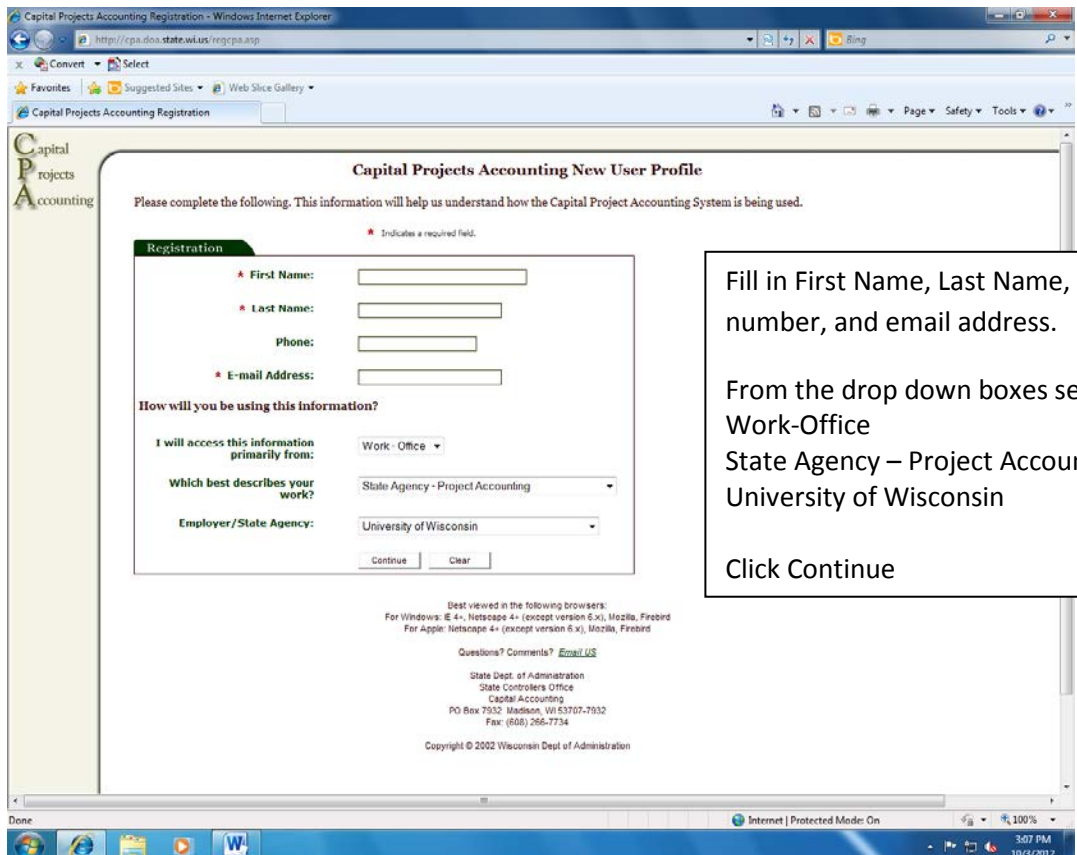 Capital Projects Accounting Registration - Windows Internet Explorer
http://cpa.doa.state.wi.us/regcpa.asp
Bing
x Convert Select
Favorites Suggested Sites Web Slice Gallery
Capital Projects Accounting Registration
Page Safety Tools
Capital
Projects
Accounting
Capital Projects Accounting New User Profile
Please complete the following. This information will help us understand how the Capital Project Accounting System is being used.
* Indicates a required field.
Registration
* First Name:
* Last Name:
Phone:
* E-mail Address:
How will you be using this information?
I will access this information
primarily from:
Work - Office
Which best describes your
work?
State Agency - Project Accounting
Employer/State Agency:
University of Wisconsin
Continue Clear
Fill in First Name, Last Name,
number, and email address.
From the drop down boxes se
Work-Office
State Agency – Project Accoun
University of Wisconsin
Click Continue
Best viewed in the following browsers:
For Windows: IE 4+, Netscape 4+ (except version 6.x), Mozilla, Firebird
For Apple: Netscape 4+ (except version 6.x), Mozilla, Firebird
Questions? Comments? Email US
State Dept. of Administration
State Controllers Office
Capital Accounting
PO Box 7932 Madison, WI 53707-7932
Fax: (608) 266-7734
Copyright © 2002 Wisconsin Dept of Administration
Done
Internet | Protected Mode: On
100%
3:07 PM
10/3/2012